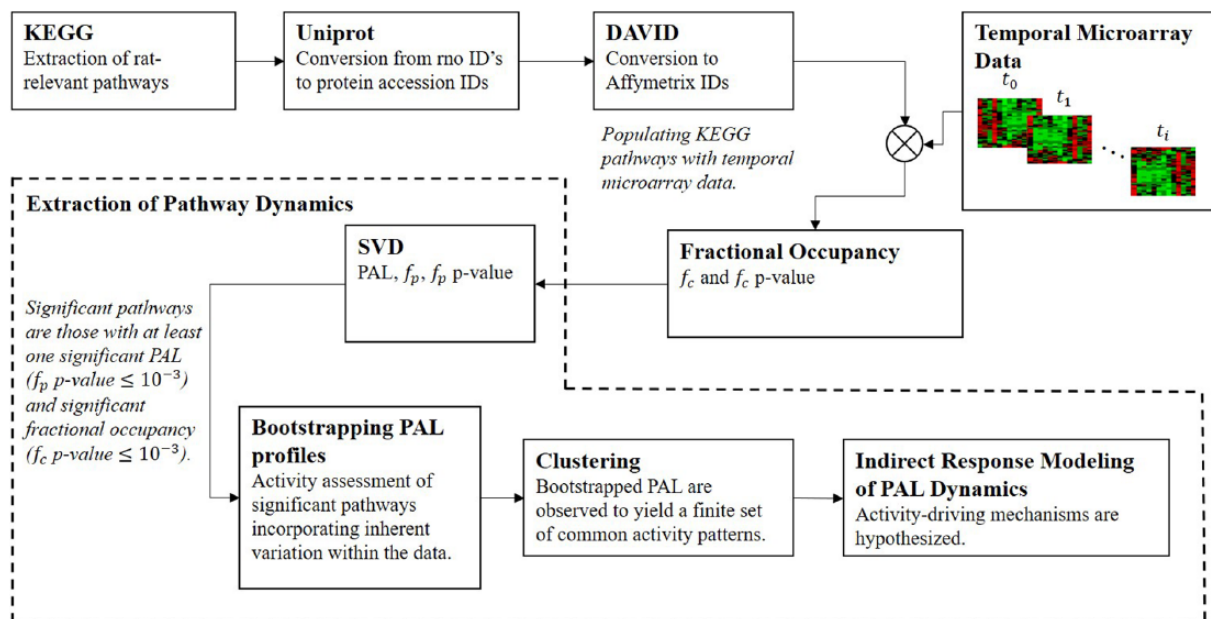 KEGG
Extraction of rat-
relevant pathways
Uniprot
Conversion from rno ID’s
to protein accession IDs
DAVID
Conversion to
Affymetrix IDs
Temporal Microarray
Data
t₀
t₁
. . .
tᵢ
Populating KEGG
pathways with temporal
microarray data.
Extraction of Pathway Dynamics
SVD
PAL, fₚ, fₚ p-value
Fractional Occupancy
f_c and f_c p-value
Significant pathways
are those with at least
one significant PAL
(fₚ p-value ≤ 10⁻³)
and significant
fractional occupancy
(f_c p-value ≤ 10⁻³).
Bootstrapping PAL
profiles
Activity assessment of
significant pathways
incorporating inherent
variation within the data.
Clustering
Bootstrapped PAL are
observed to yield a finite set
of common activity patterns.
Indirect Response Modeling
of PAL Dynamics
Activity-driving mechanisms are
hypothesized.